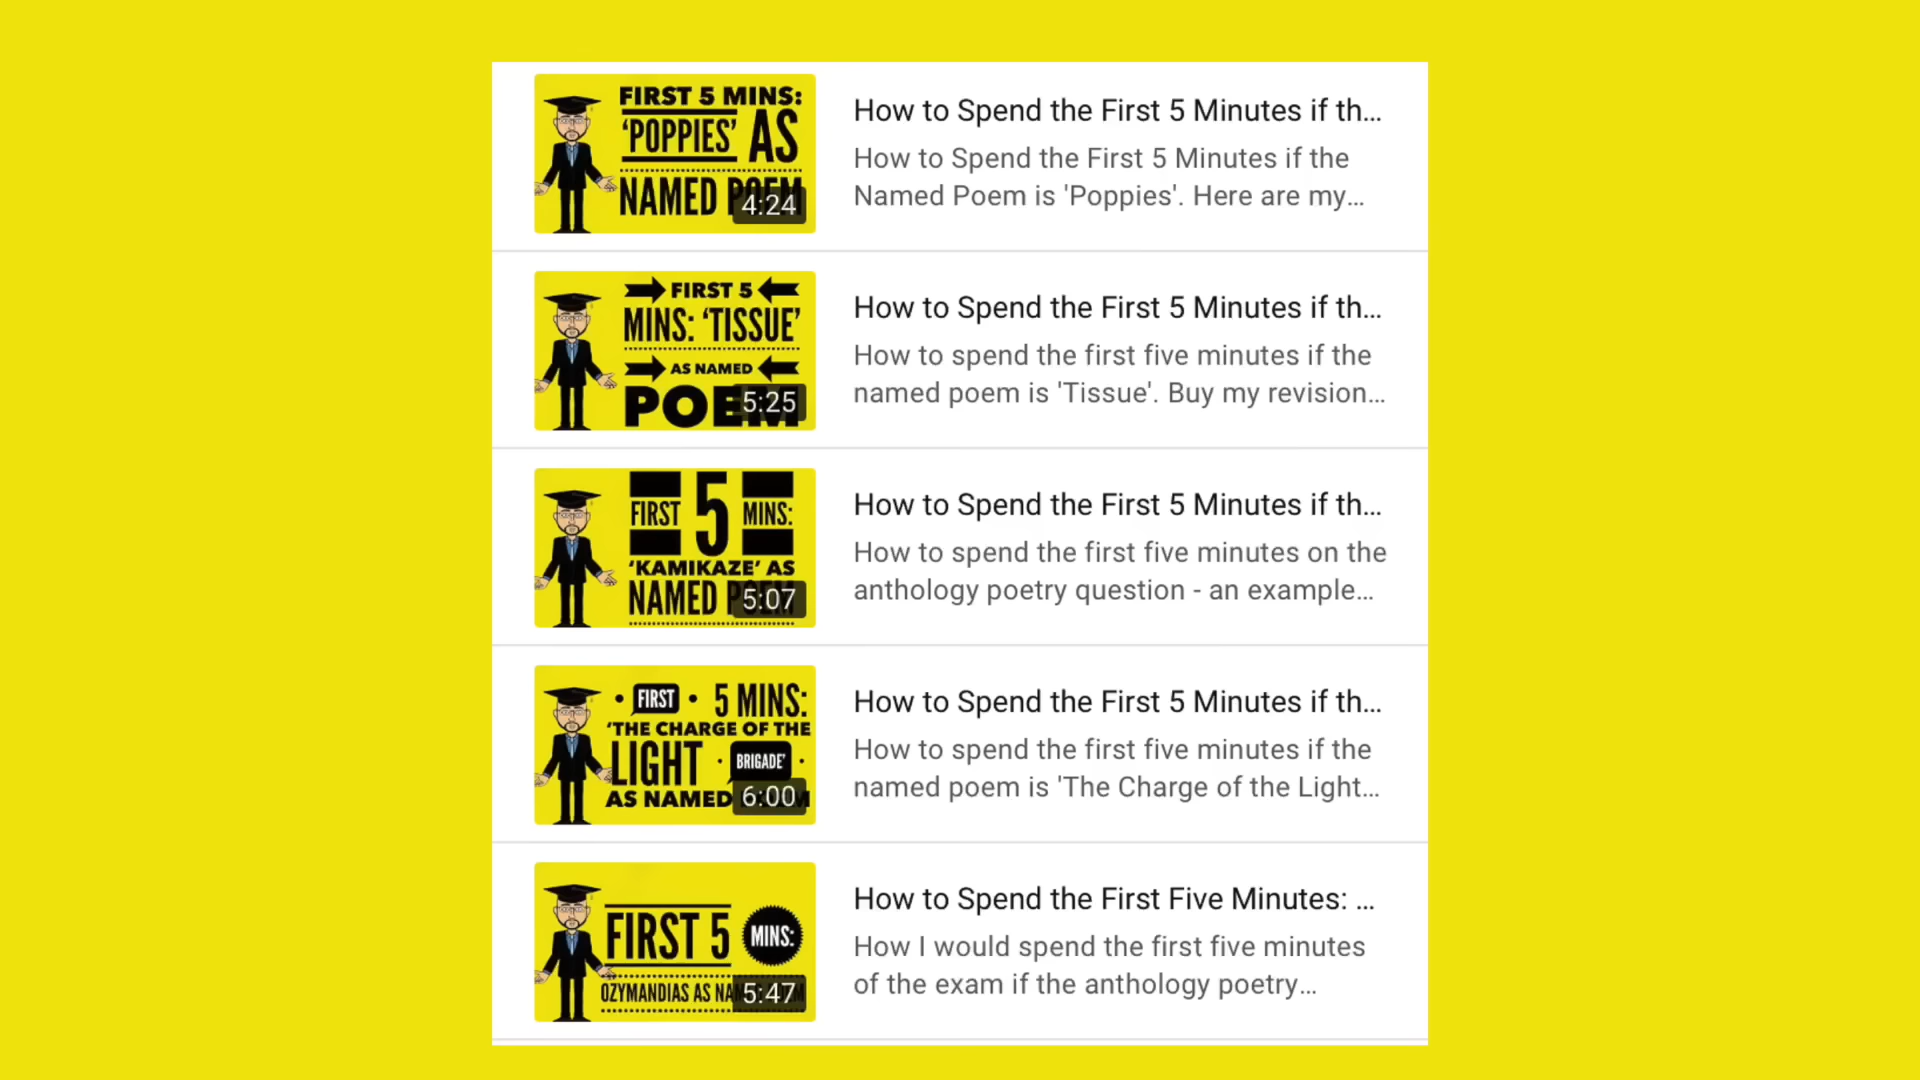 FIRST 5 MINS:
'POPPIES' AS
NAMED POEM
4:24
How to Spend the First 5 Minutes if th...
How to Spend the First 5 Minutes if the
Named Poem is 'Poppies'. Here are my...
FIRST 5
MINS: 'TISSUE'
AS NAMED
POEM
5:25
How to Spend the First 5 Minutes if th...
How to spend the first five minutes if the
named poem is 'Tissue'. Buy my revision...
FIRST 5 MINS:
'KAMIKAZE' AS
NAMED POEM
5:07
How to Spend the First 5 Minutes if th...
How to spend the first five minutes on the
anthology poetry question - an example...
FIRST 5 MINS:
'THE CHARGE OF THE
LIGHT BRIGADE'
AS NAMED
6:00
How to Spend the First 5 Minutes if th...
How to spend the first five minutes if the
named poem is 'The Charge of the Light...
FIRST 5 MINS:
OZYMANDIAS AS
5:47
How to Spend the First Five Minutes: ...
How I would spend the first five minutes
of the exam if the anthology poetry...